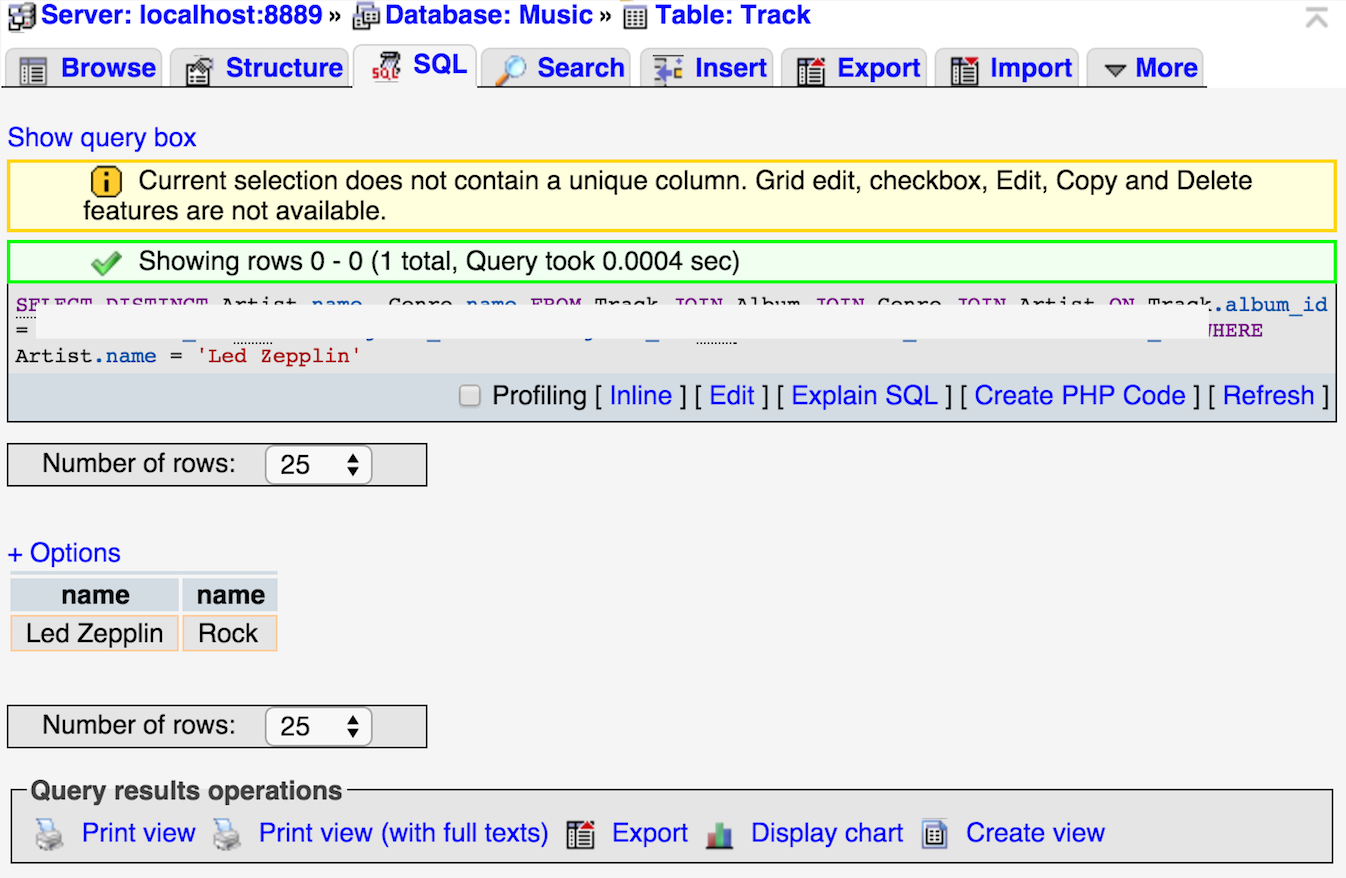 Server: localhost:8889 » Database: Music » Table: Track
Browse Structure SQL Search Insert Export Import More
Show query box
Current selection does not contain a unique column. Grid edit, checkbox, Edit, Copy and Delete
features are not available.
Showing rows 0 - 0 (1 total, Query took 0.0004 sec)
SELECT DISTINCT Artist.name, Genre.name FROM Track JOIN Album JOIN Genre JOIN Artist ON Track.album_id
= WHERE
Artist.name = 'Led Zepplin'
Profiling [ Inline ] [ Edit ] [ Explain SQL ] [ Create PHP Code ] [ Refresh ]
Number of rows: 25
+ Options
name name
Led Zepplin Rock
Number of rows: 25
Query results operations
Print view Print view (with full texts) Export Display chart Create view